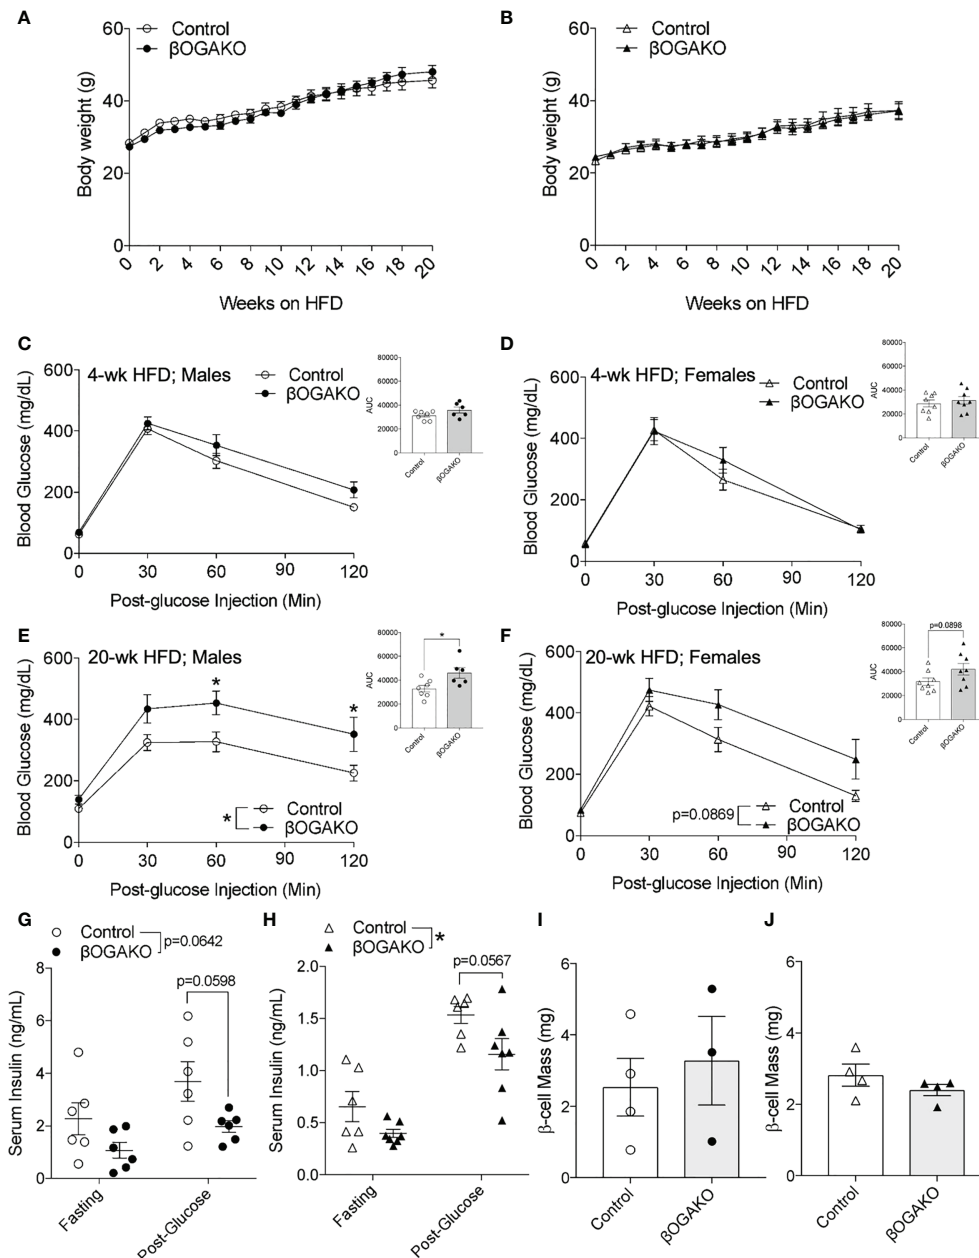 A
60
40
20
0
Body weight (g)
Control
βOGAKO
0 2 4 6 8 10 12 14 16 18 20
Weeks on HFD
B
60
40
20
0
Body weight (g)
Control
βOGAKO
0 2 4 6 8 10 12 14 16 18 20
Weeks on HFD
C
4-wk HFD; Males
Control
βOGAKO
600
400
200
0
Blood Glucose (mg/dL)
0 30 60 90 120
Post-glucose Injection (Min)
80000
60000
40000
20000
0
AUC
Control
βOGAKO
D
4-wk HFD; Females
Control
βOGAKO
600
400
200
0
Blood Glucose (mg/dL)
0 30 60 90 120
Post-glucose Injection (Min)
80000
60000
40000
20000
0
AUC
Control
βOGAKO
E
20-wk HFD; Males
600
400
200
0
Blood Glucose (mg/dL)
*
*
* Control
βOGAKO
0 30 60 90 120
Post-glucose Injection (Min)
80000
60000
40000
20000
0
AUC
*
Control
βOGAKO
F
20-wk HFD; Females
600
400
200
0
Blood Glucose (mg/dL)
p=0.0869
Control
βOGAKO
0 30 60 90 120
Post-glucose Injection (Min)
80000
60000
40000
20000
0
AUC
p=0.0898
Control
βOGAKO
G
Control
βOGAKO
p=0.0642
p=0.0598
8
6
4
2
0
Serum Insulin (ng/mL)
Fasting
Post-Glucose
H
Control
βOGAKO
*
p=0.0567
2.0
1.5
1.0
0.5
0.0
Serum Insulin (ng/mL)
Fasting
Post-Glucose
I
6
4
2
0
β-cell Mass (mg)
Control
βOGAKO
J
6
4
2
0
β-cell Mass (mg)
Control
βOGAKO